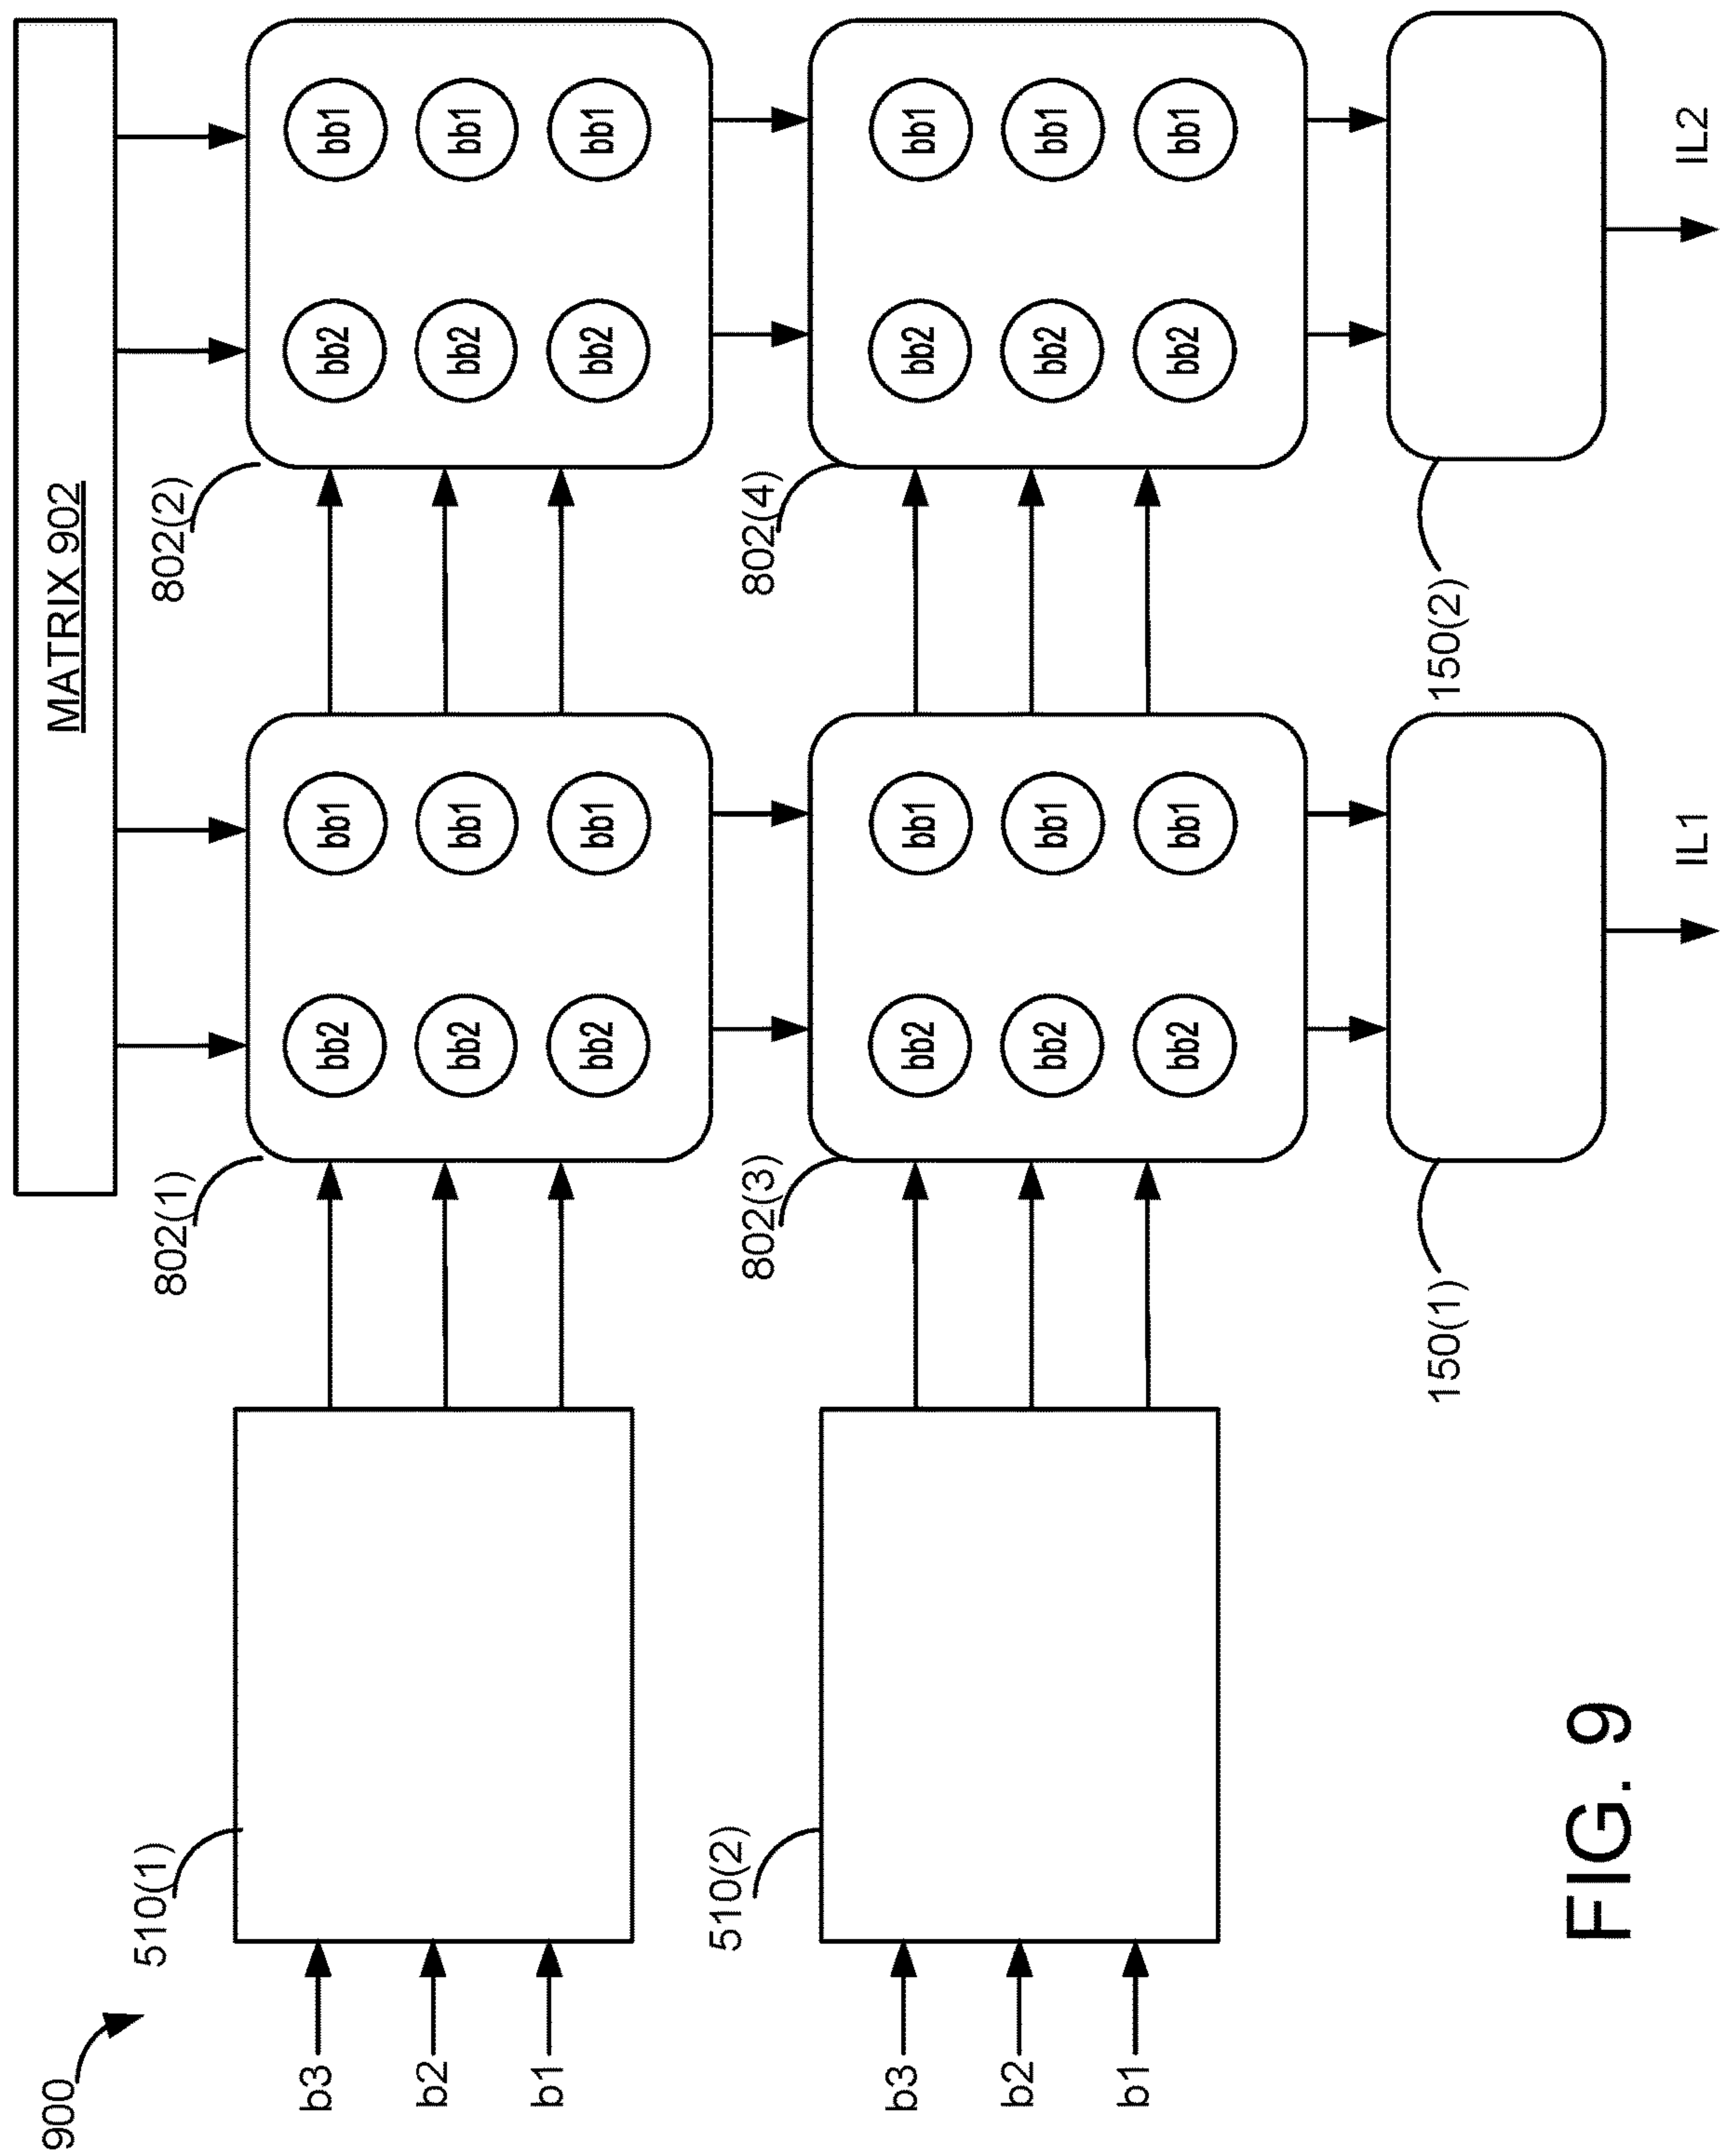 900
MATRIX 902
510(1)
802(1)
802(2)
b3 bb2 bb1 bb2 bb1
b2 bb2 bb1 bb2 bb1
b1 bb2 bb1 bb2 bb1
510(2)
802(3)
802(4)
b3 bb2 bb1 bb2 bb1
b2 bb2 bb1 bb2 bb1
b1 bb2 bb1 bb2 bb1
150(1)
150(2)
FIG. 9
IL1
IL2